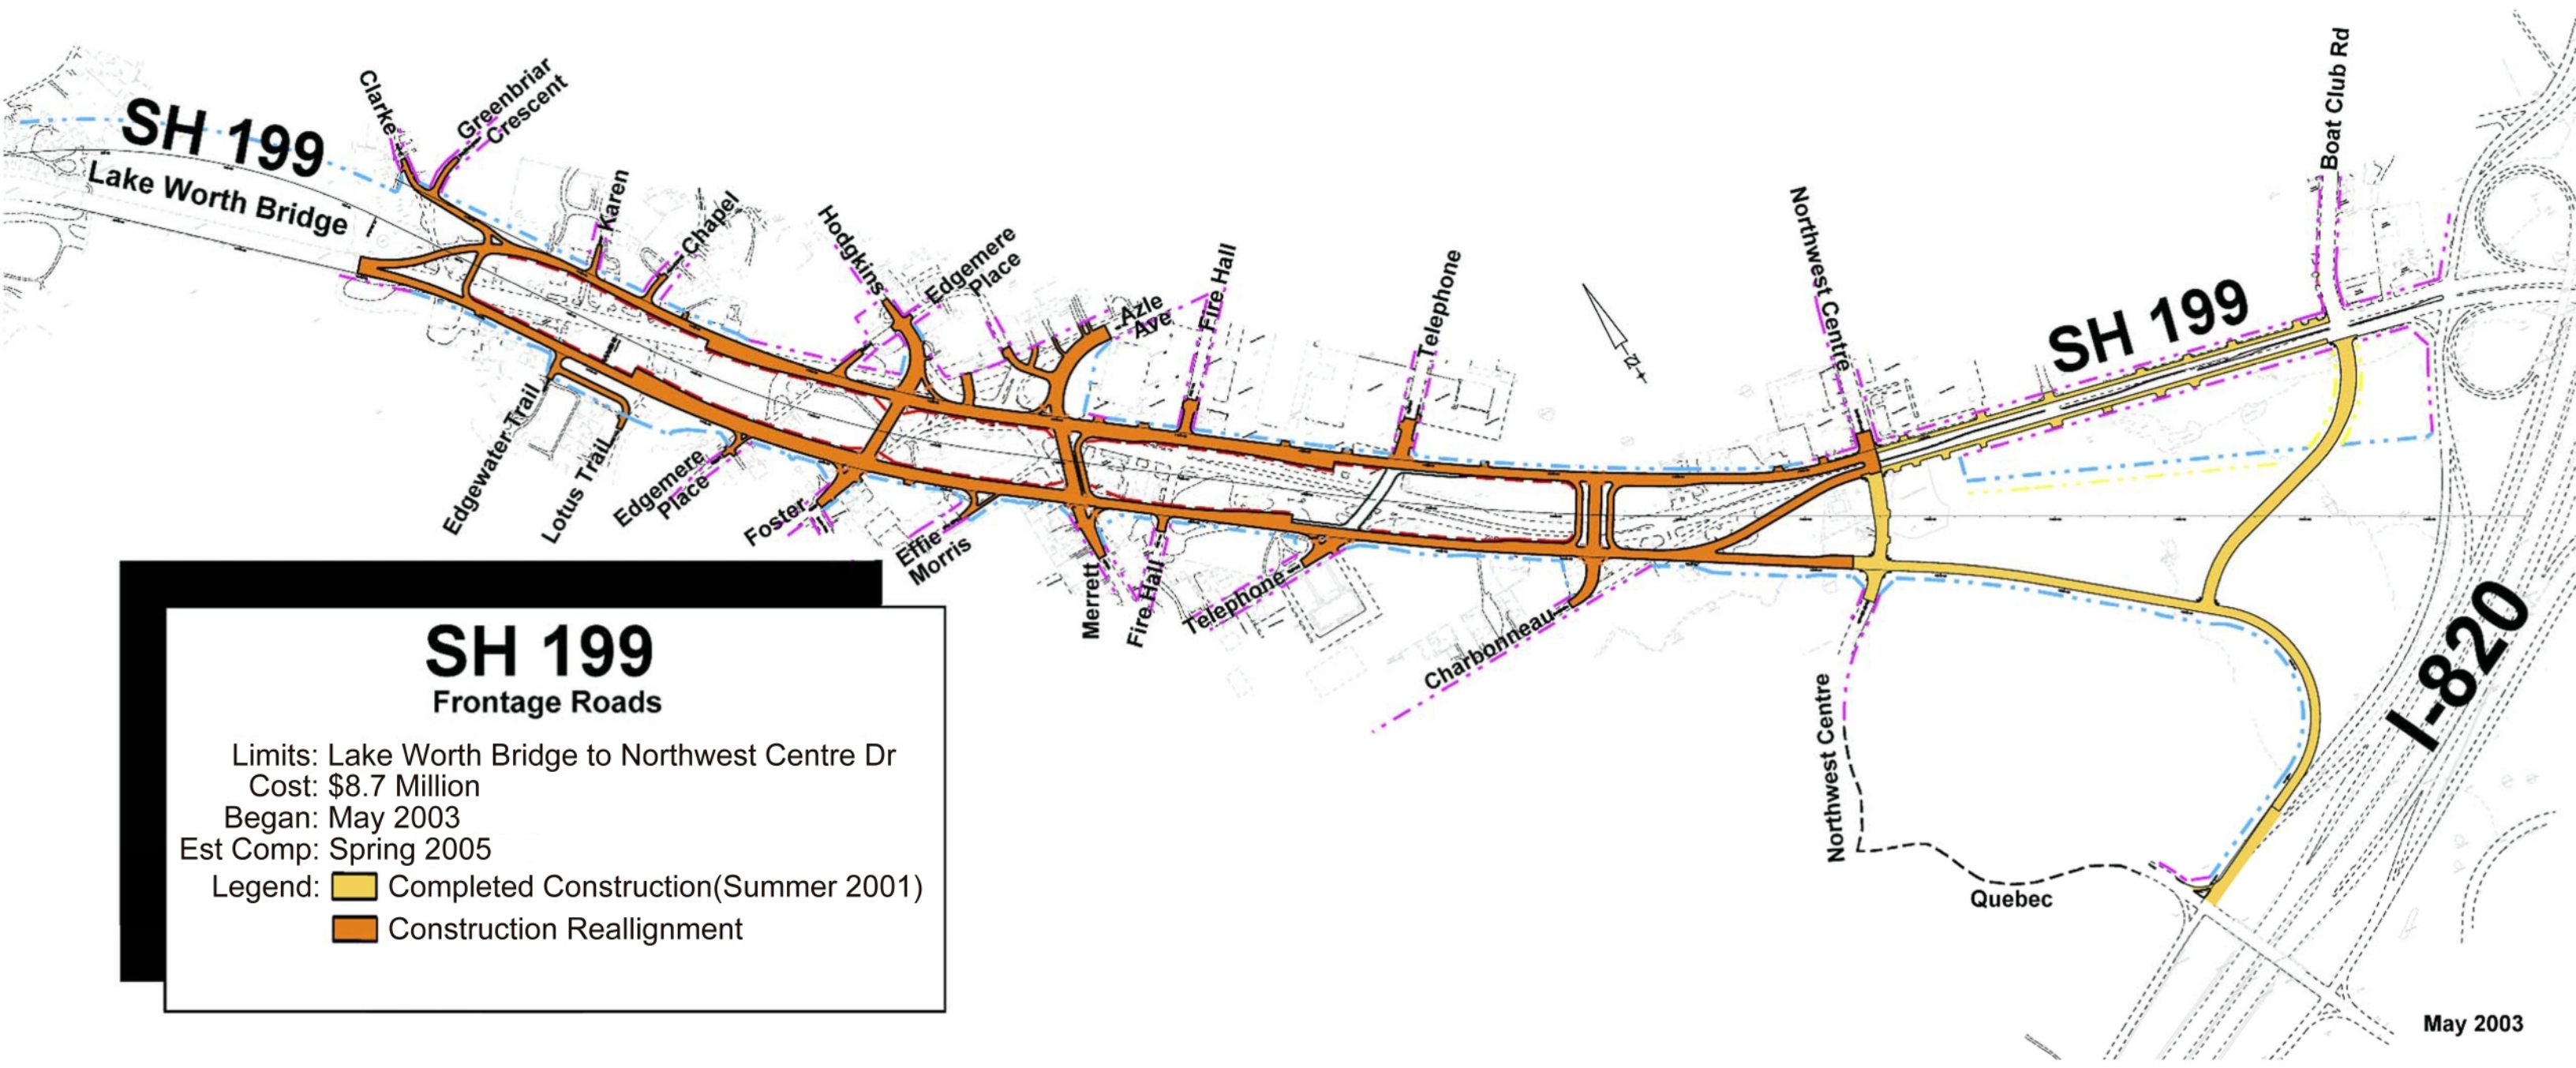 SH 199
Lake Worth Bridge
Clarke
Greenbriar
Crescent
Karen
Chapel
Hodgkins
Edgemere
Place
Azle
Ave
Fire Hall
Telephone
Northwest Centre
SH 199
Boat Club Rd
N
Edgewater Trail
Lotus Trail
Edgemere
Place
Foster
Effie
Morris
Merrett
Fire Hall
Telephone
Charbonneau
Northwest Centre
Quebec
I-820
SH 199
Frontage Roads
Limits: Lake Worth Bridge to Northwest Centre Dr
Cost: $8.7 Million
Began: May 2003
Est Comp: Spring 2005
Legend: Completed Construction(Summer 2001)
Construction Reallignment
May 2003